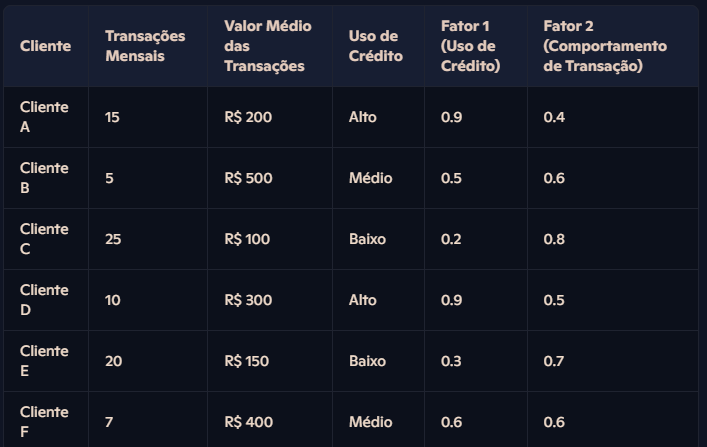 Cliente
Transações
Mensais
Valor Médio
das
Transações
Uso de
Crédito
Fator 1
(Uso de
Crédito)
Fator 2
(Comportamento
de Transação)
Cliente
A
15
R$ 200
Alto
0.9
0.4
Cliente
B
5
R$ 500
Médio
0.5
0.6
Cliente
C
25
R$ 100
Baixo
0.2
0.8
Cliente
D
10
R$ 300
Alto
0.9
0.5
Cliente
E
20
R$ 150
Baixo
0.3
0.7
Cliente
F
7
R$ 400
Médio
0.6
0.6